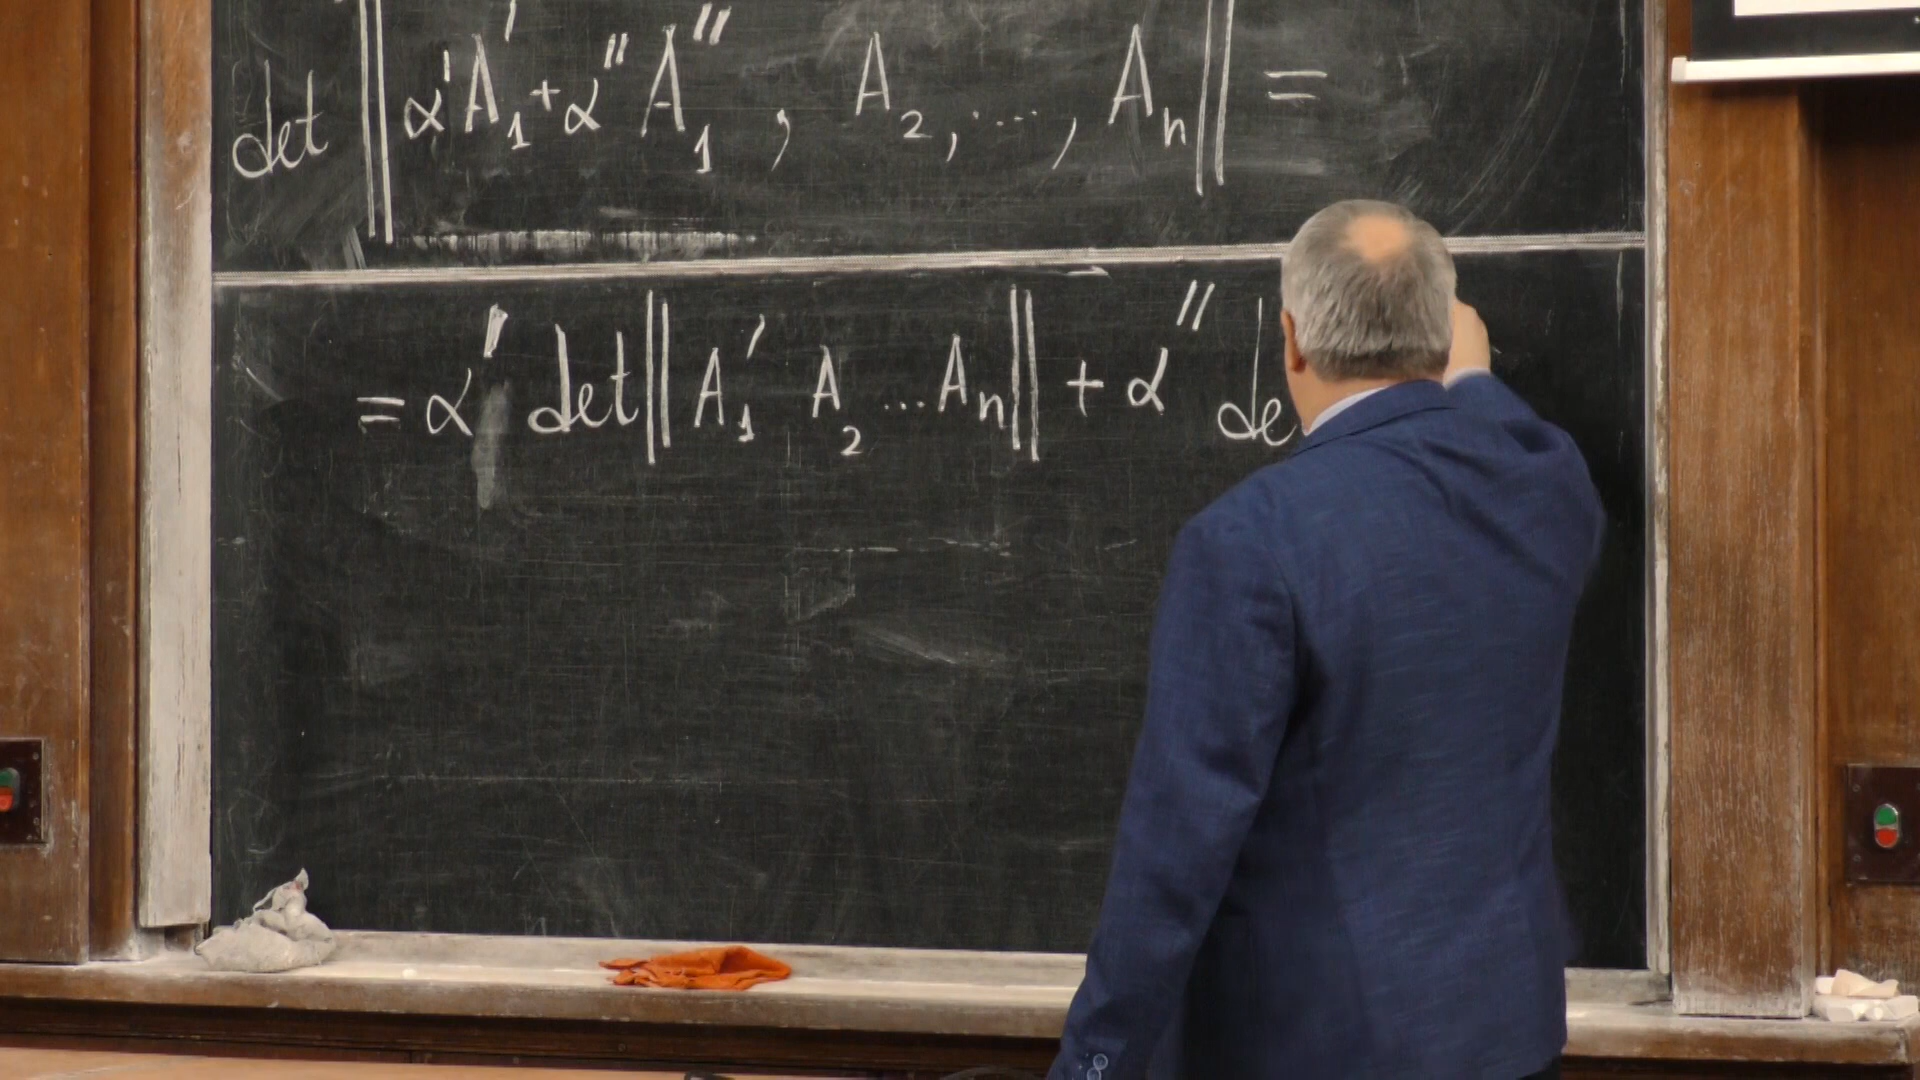 det ‖ α'A'₁ + α''A''₁ , A₂, ..., Aₙ ‖ =
= α' det ‖ A'₁ A₂ ... Aₙ ‖ + α'' de